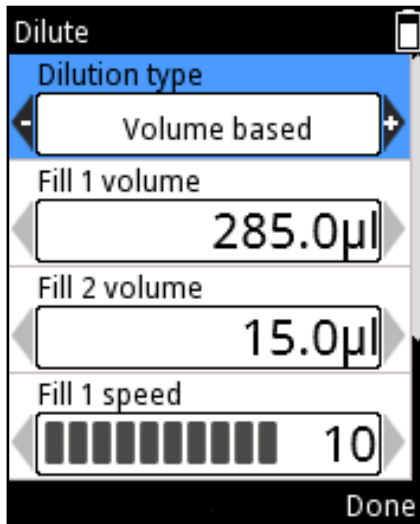 Dilute
Dilution type
- Volume based +
Fill 1 volume
285.0µl
Fill 2 volume
15.0µl
Fill 1 speed
10
Done